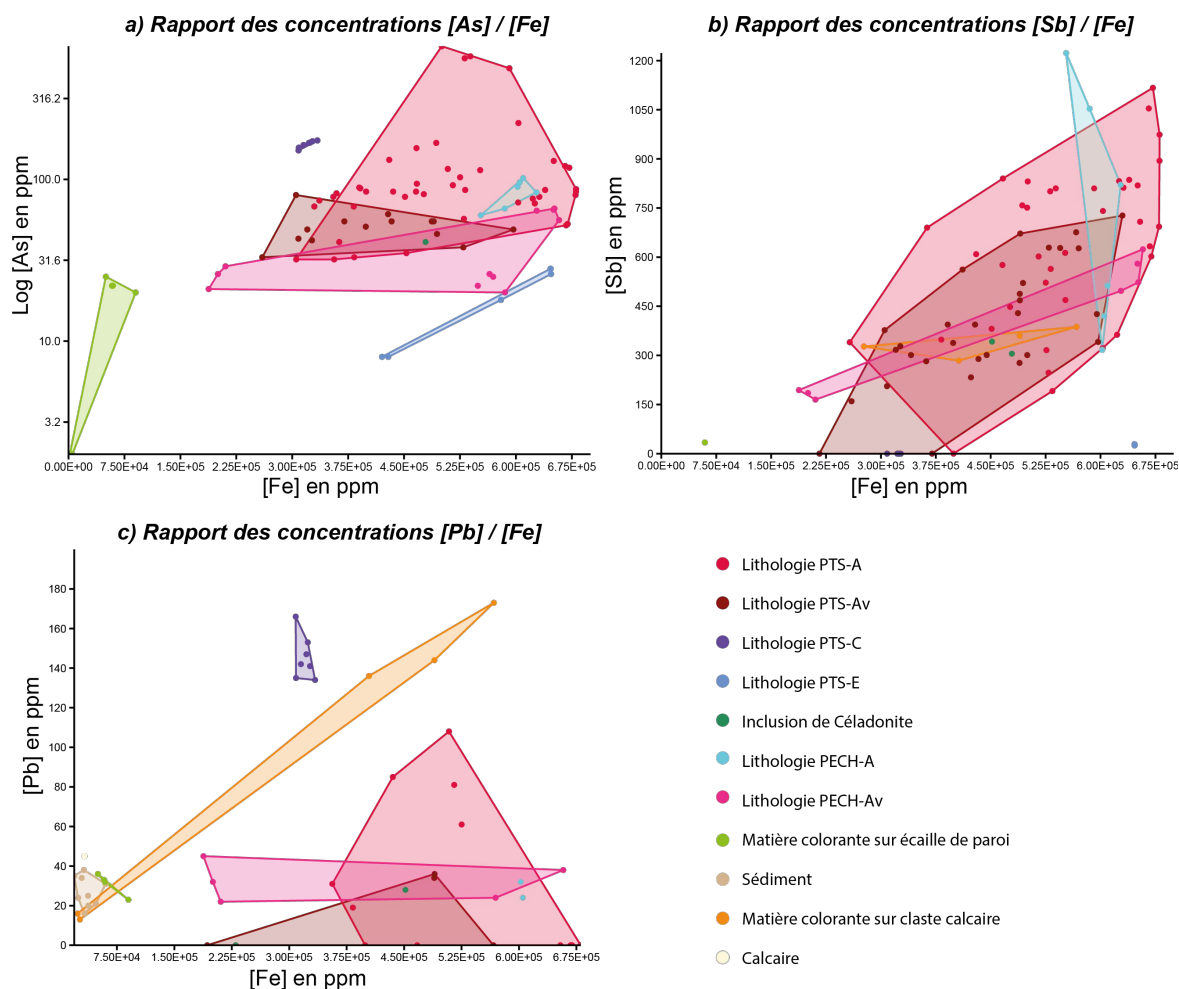 a) Rapport des concentrations [As] / [Fe]
Log [As] en ppm
316.2
100.0
31.6
10.0
3.2
0.00E+00 7.50E+04 1.50E+05 2.25E+05 3.00E+05 3.75E+05 4.50E+05 5.25E+05 6.00E+05 6.75E+05
[Fe] en ppm
b) Rapport des concentrations [Sb] / [Fe]
[Sb] en ppm
1200
1050
900
750
600
450
300
150
0
0.00E+00 7.50E+04 1.50E+05 2.25E+05 3.00E+05 3.75E+05 4.50E+05 5.25E+05 6.00E+05 6.75E+05
[Fe] en ppm
c) Rapport des concentrations [Pb] / [Fe]
[Pb] en ppm
180
160
140
120
100
80
60
40
20
0
7.50E+04 1.50E+05 2.25E+05 3.00E+05 3.75E+05 4.50E+05 5.25E+05 6.00E+05 6.75E+05
[Fe] en ppm
Lithologie PTS-A
Lithologie PTS-Av
Lithologie PTS-C
Lithologie PTS-E
Inclusion de Céladonite
Lithologie PECH-A
Lithologie PECH-Av
Matière colorante sur écaille de paroi
Sédiment
Matière colorante sur claste calcaire
Calcaire